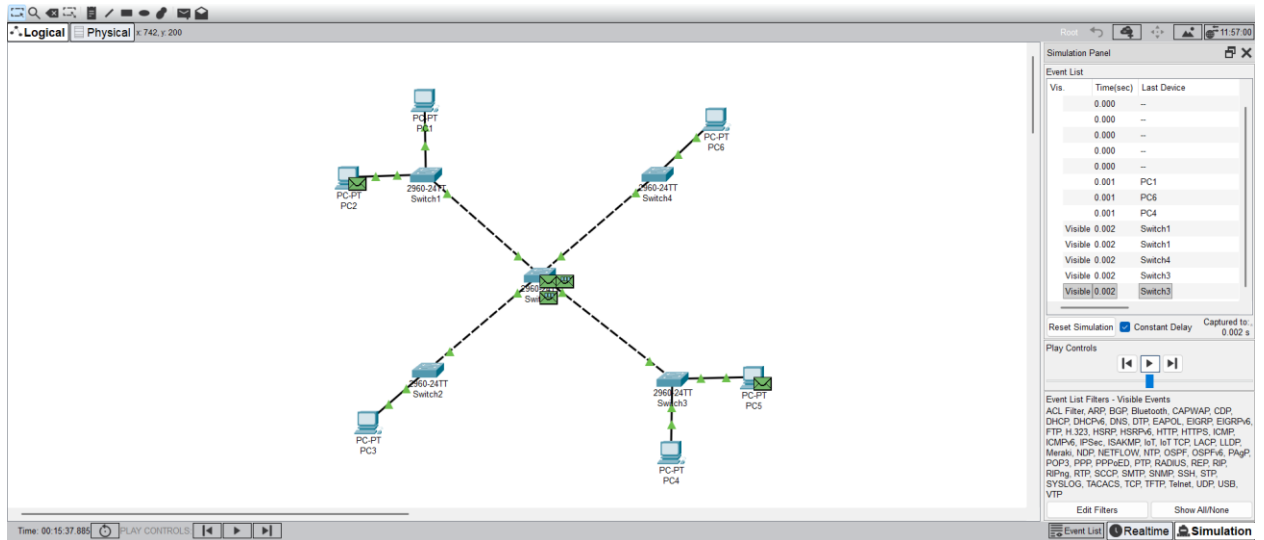 Logical Physical x: 742, y: 200 Root 11:57:00
Simulation Panel
Event List
Vis. Time(sec) Last Device
0.000 --
0.000 --
0.000 --
0.000 --
0.000 --
0.001 PC1
0.001 PC6
0.001 PC4
Visible 0.002 Switch1
Visible 0.002 Switch1
Visible 0.002 Switch4
Visible 0.002 Switch3
Visible 0.002 Switch3
Reset Simulation Constant Delay Captured to:
0.002 s
Play Controls
Event List Filters - Visible Events
ACL Filter, ARP, BGP, Bluetooth, CAPWAP, CDP,
DHCP, DHCPv6, DNS, DTP, EAPOL, EIGRP, EIGRPv6,
FTP, H.323, HSRP, HSRPv6, HTTP, HTTPS, ICMP,
ICMPv6, IPSec, ISAKMP, IoT, IoT TCP, LACP, LLDP,
Meraki, NDP, NETFLOW, NTP, OSPF, OSPFv6, PAgP,
POP3, PPP, PPPoED, PTP, RADIUS, REP, RIP,
RIPng, RTP, SCCP, SMTP, SNMP, SSH, STP,
SYSLOG, TACACS, TCP, TFTP, Telnet, UDP, USB,
VTP
Edit Filters Show All/None
PC-PT
PC1
PC-PT
PC6
PC-PT
PC2
2960-24TT
Switch1
2960-24TT
Switch4
2960-24TT
Switch2
2960-24TT
Switch3
PC-PT
PC5
PC-PT
PC3
PC-PT
PC4
Time: 00:15:37.885 PLAY CONTROLS: Event List Realtime Simulation